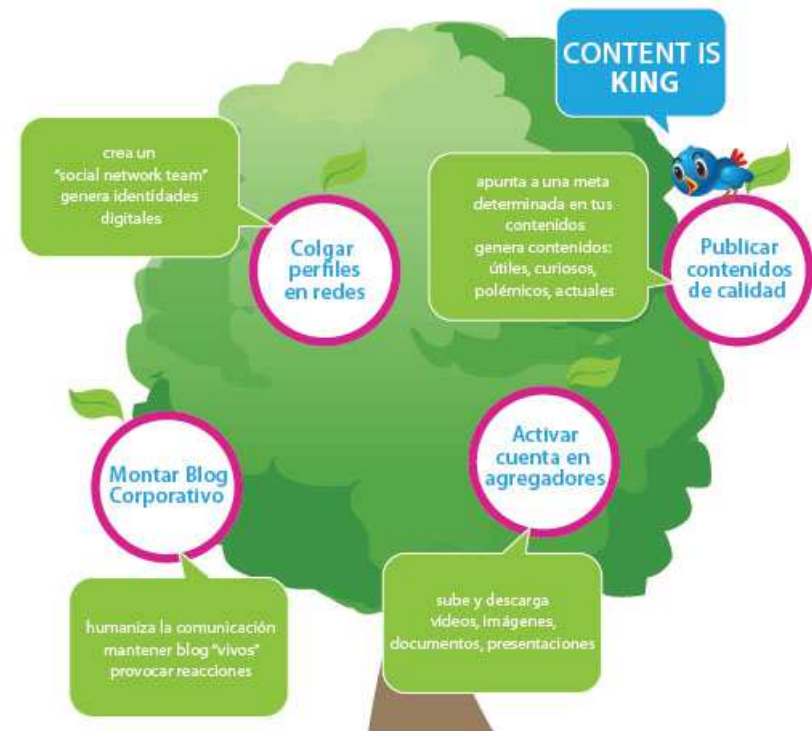 CONTENT IS
KING
crea un
"social network team"
genera identidades
digitales
Colgar
perfiles
en redes
apunta a una meta
determinada en tus
contenidos
genera contenidos:
útiles, curiosos,
polémicos, actuales
Publicar
contenidos
de calidad
Montar Blog
Corporativo
humaniza la comunicación
mantener blog "vivos"
provocar reacciones
Activar
cuenta en
agregadores
sube y descarga
vídeos, imágenes,
documentos, presentaciones